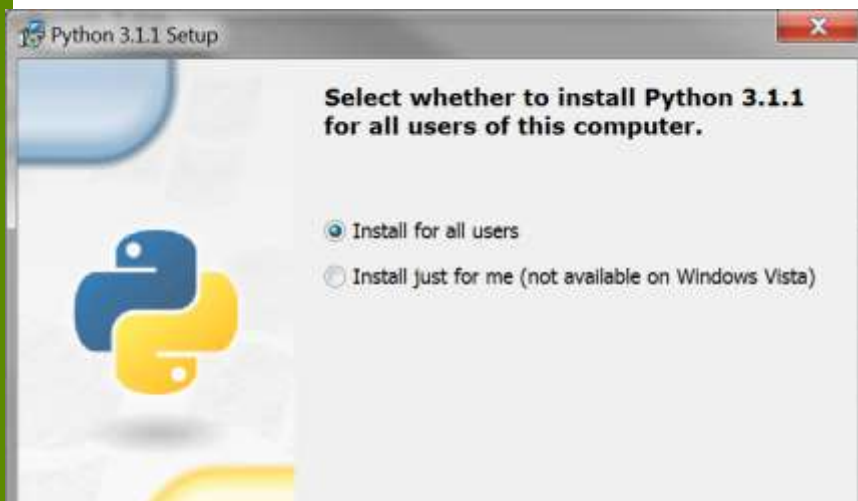 Python 3.1.1 Setup
Select whether to install Python 3.1.1
for all users of this computer.
Install for all users
Install just for me (not available on Windows Vista)